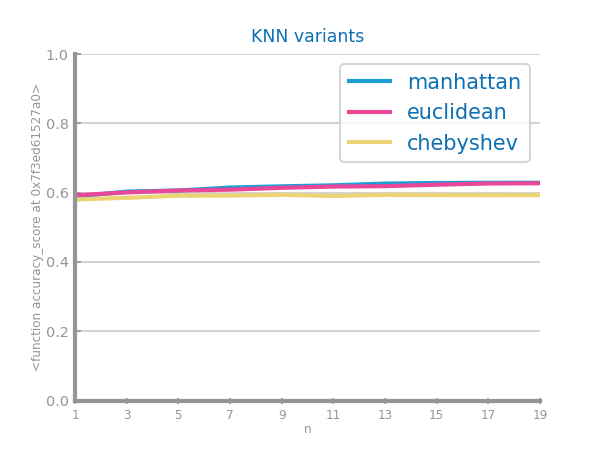 KNN variants
manhattan
euclidean
chebyshev
<function accuracy_score at 0x7f3ed61527a0>
1.0
0.8
0.6
0.4
0.2
0.0
1 3 5 7 9 11 13 15 17 19
n